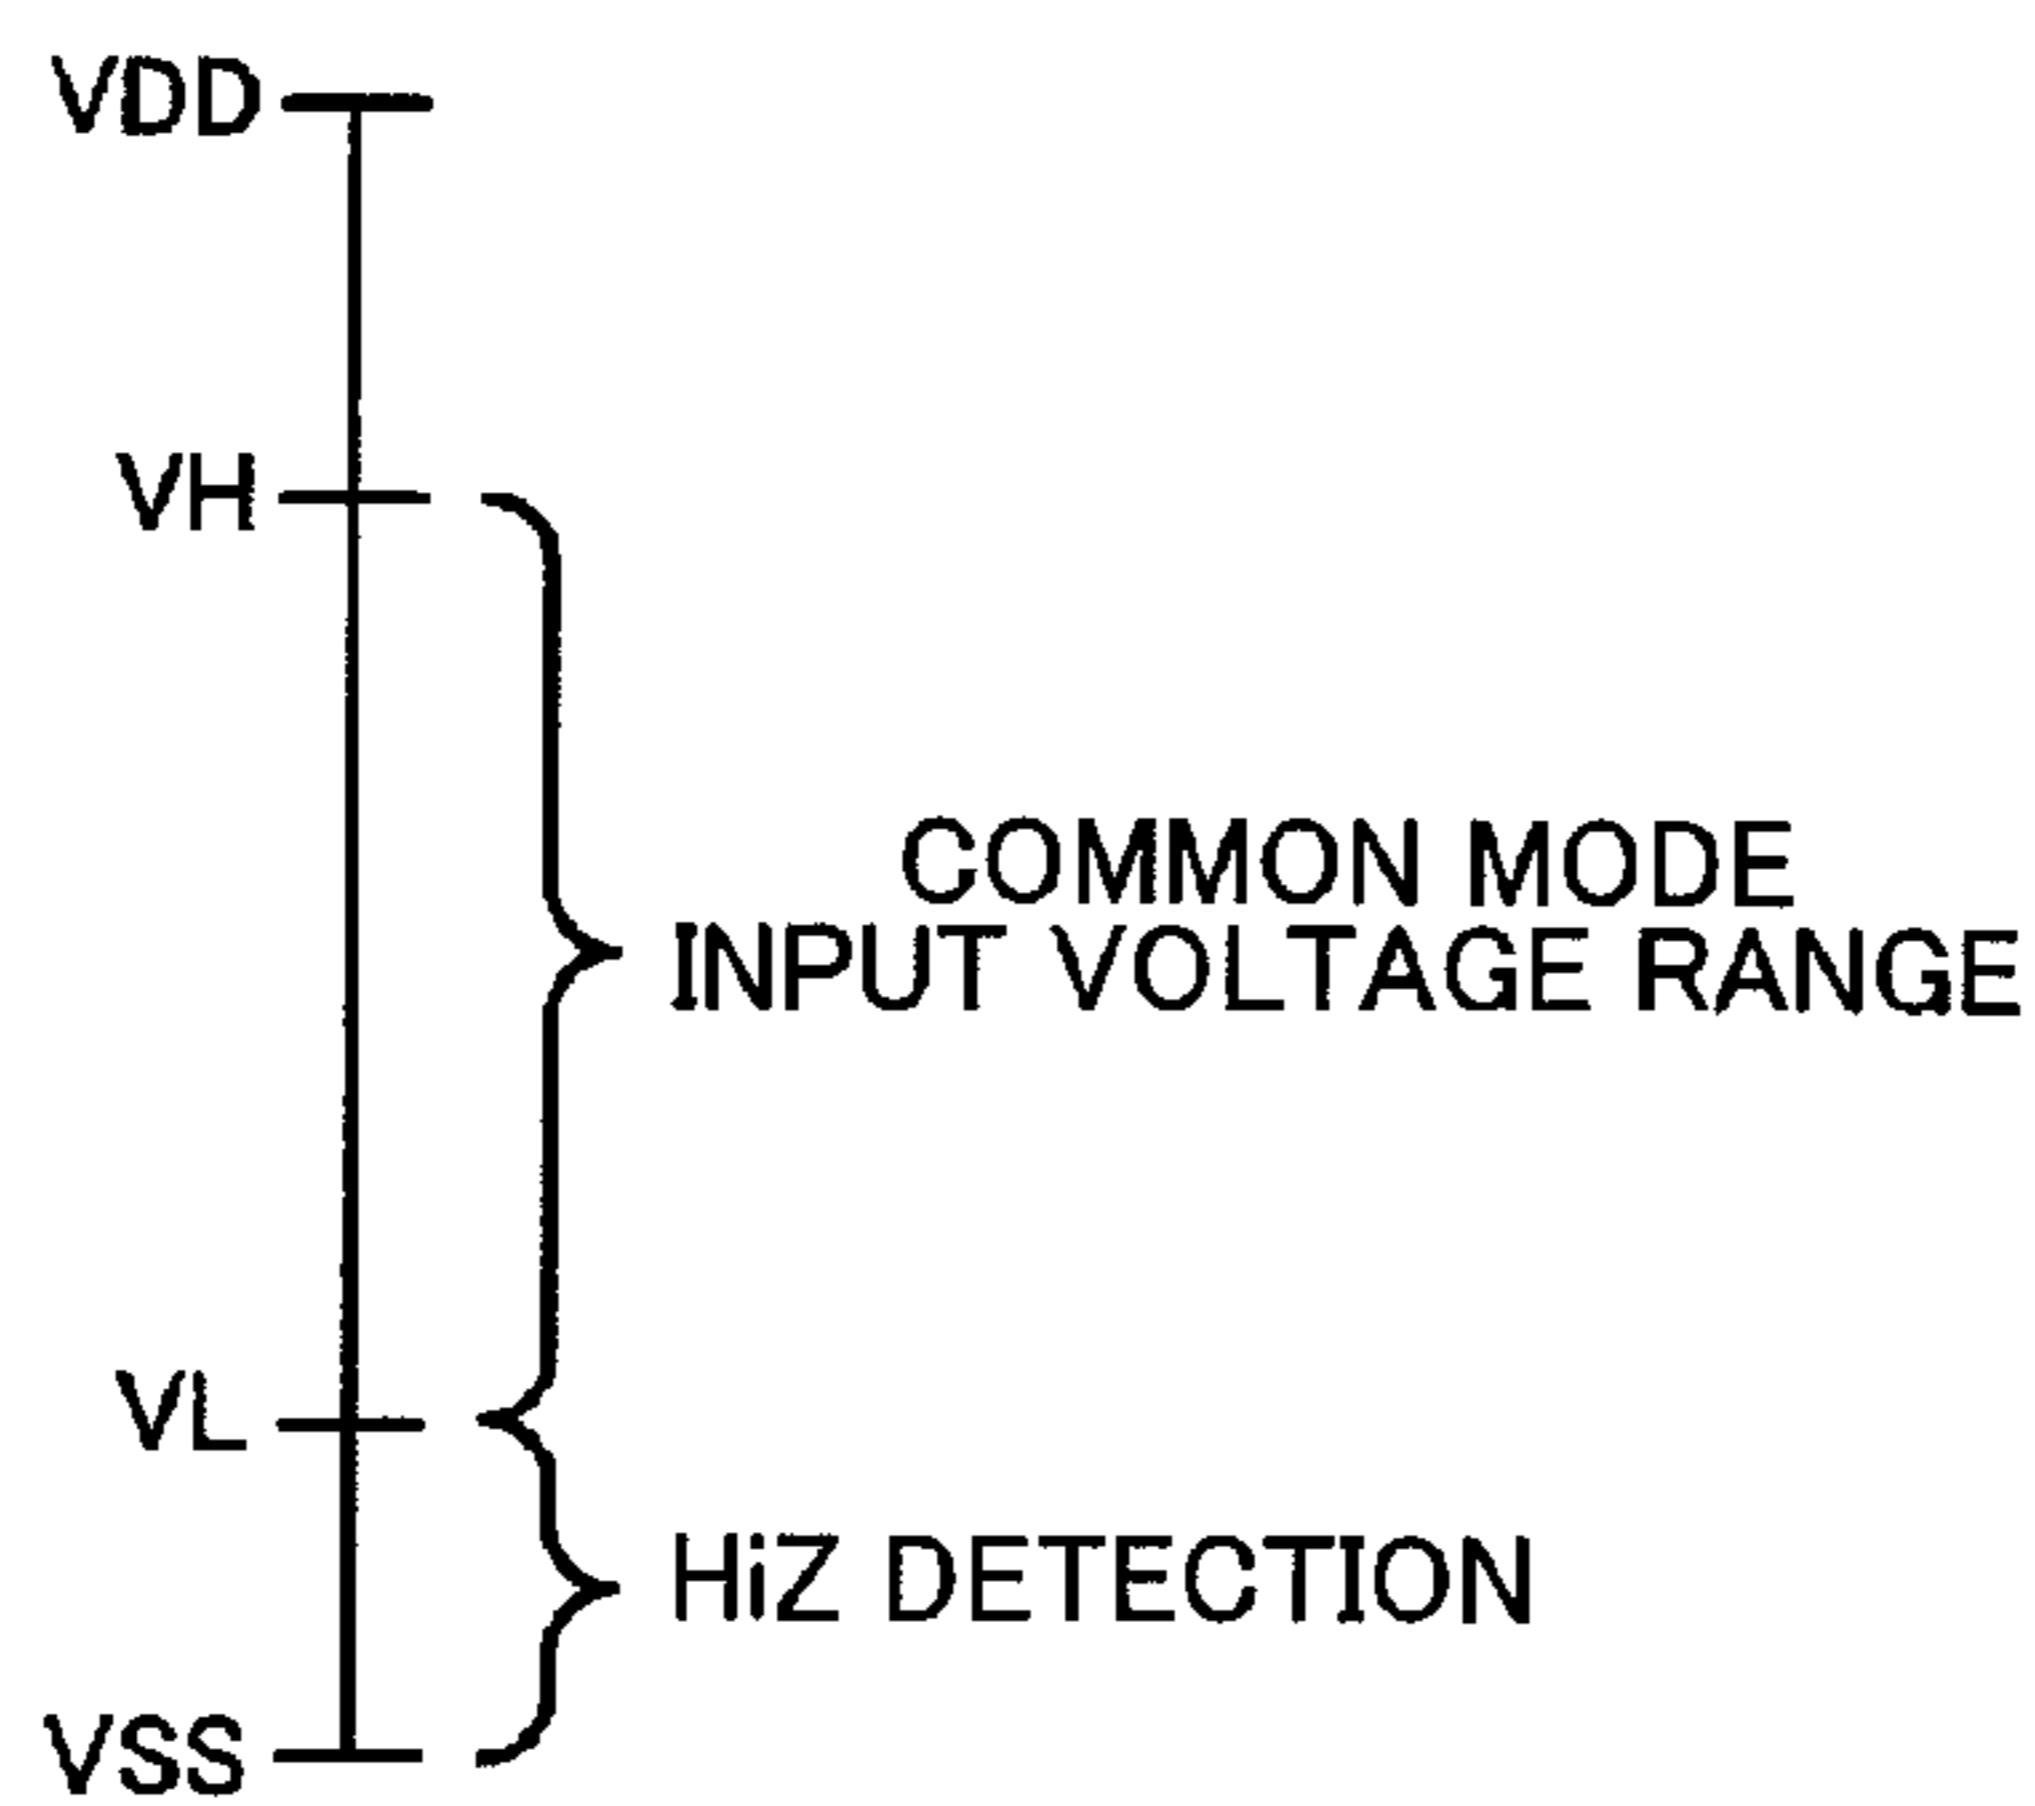 VDD
VH
COMMON MODE
INPUT VOLTAGE RANGE
VL
HiZ DETECTION
VSS